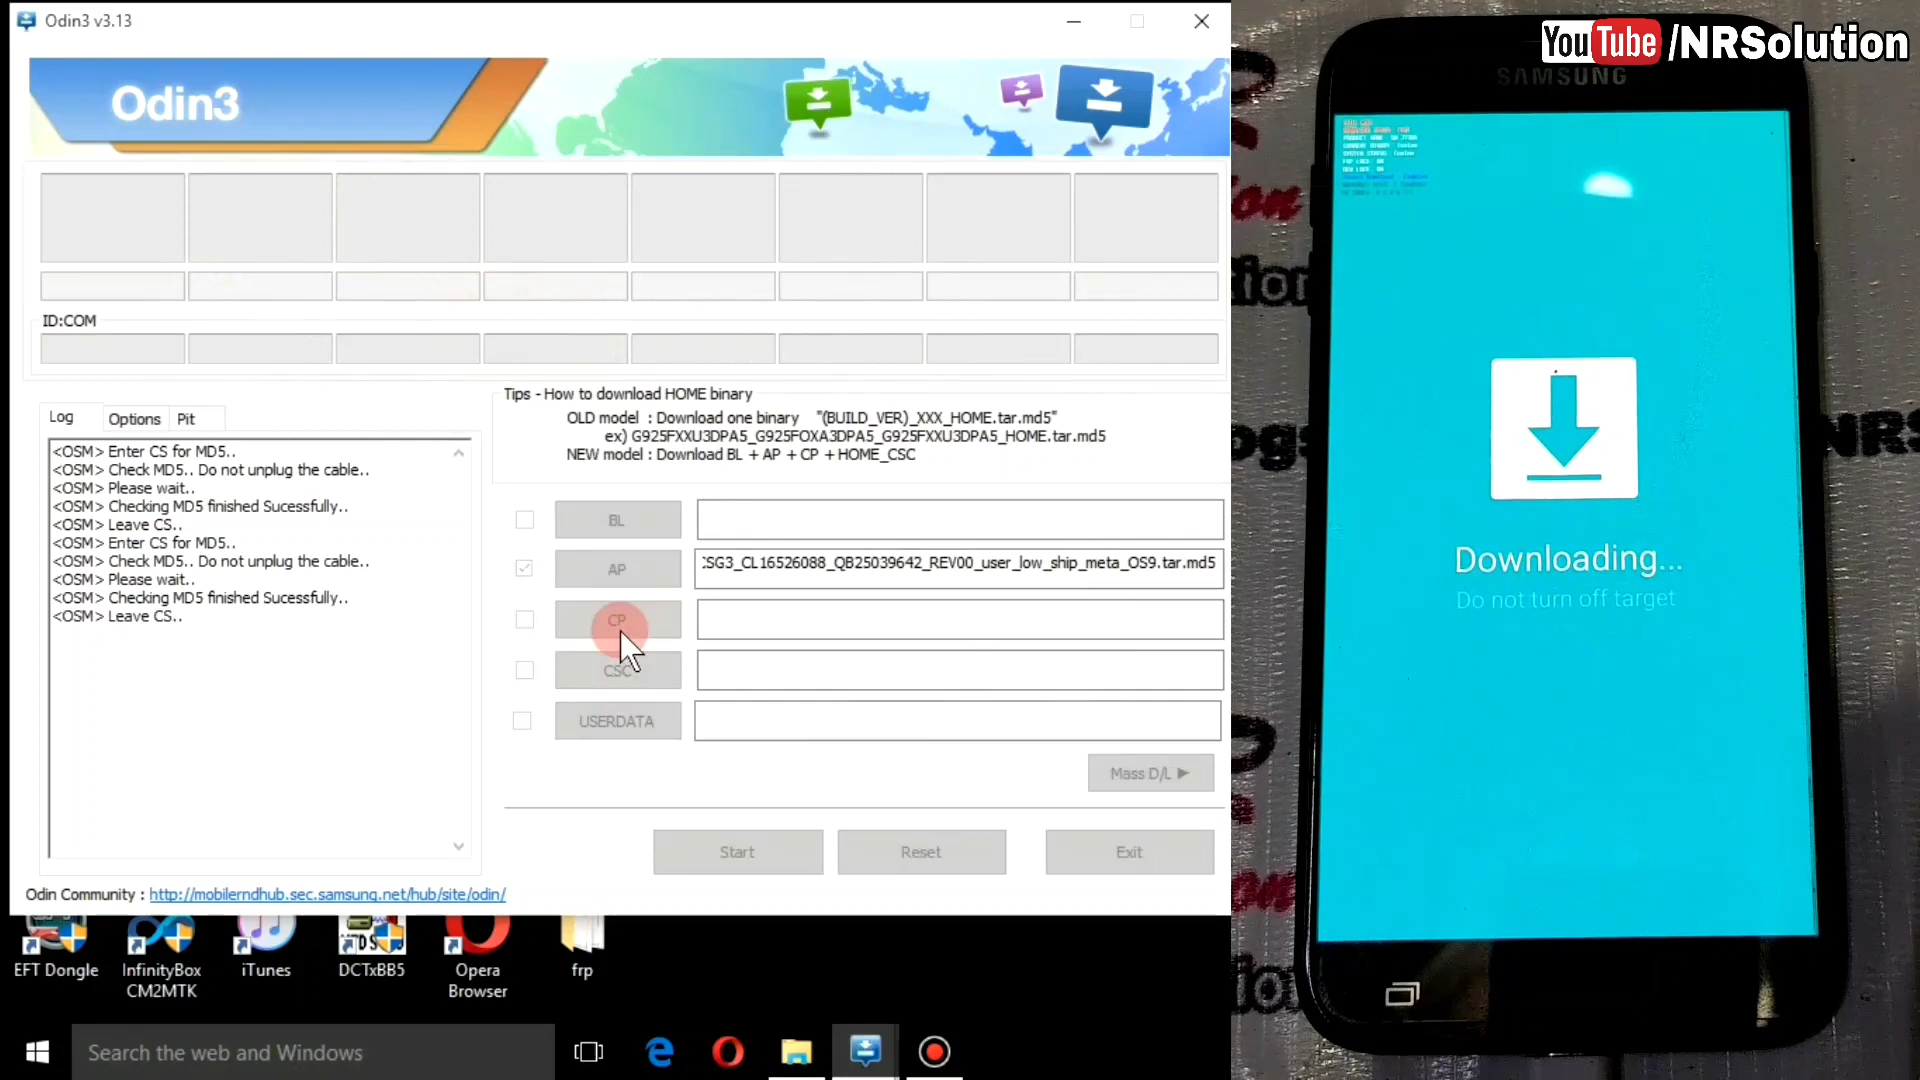 Odin3 v3.13
YouTube /NRSolution
SAMSUNG
Odin3
ID:COM
Tips - How to download HOME binary
OLD model : Download one binary "(BUILD_VER)_XXX_HOME.tar.md5"
ex) G925FXXU3DPA5_G925FOXA3DPA5_G925FXXU3DPA5_HOME.tar.md5
NEW model : Download BL + AP + CP + HOME_CSC
Log
Options
Pit
<OSM> Enter CS for MD5..
<OSM> Check MD5.. Do not unplug the cable..
<OSM> Please wait..
<OSM> Checking MD5 finished Sucessfully..
<OSM> Leave CS..
<OSM> Enter CS for MD5..
<OSM> Check MD5.. Do not unplug the cable..
<OSM> Please wait..
<OSM> Checking MD5 finished Sucessfully..
<OSM> Leave CS..
BL
AP
SG3_CL16526088_QB25039642_REV00_user_low_ship_meta_OS9.tar.md5
CP
CSC
USERDATA
Mass D/L
Start
Reset
Exit
Odin Community : http://mobilerndhub.sec.samsung.net/hub/site/odin/
Downloading...
Do not turn off target
EFT Dongle
InfinityBox CM2MTK
iTunes
DCTxBB5
Opera Browser
frp
Search the web and Windows